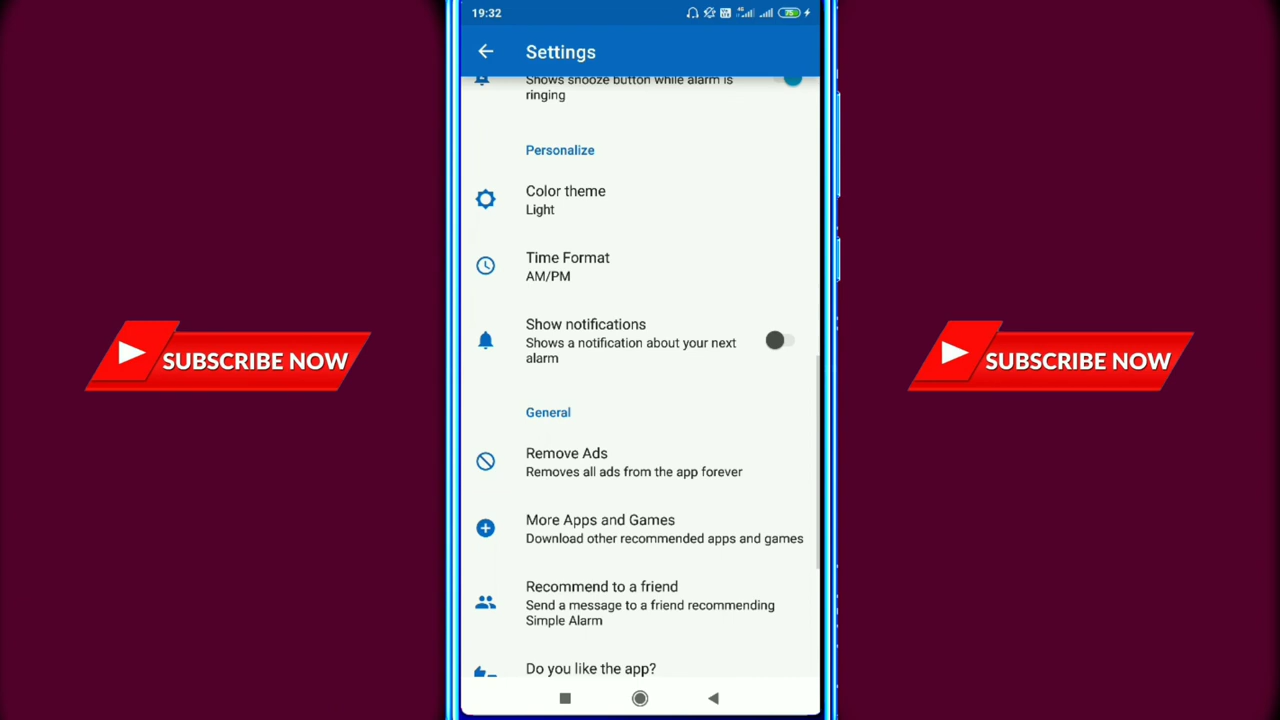 19:32
4G
75
Settings
Shows snooze button while alarm is
ringing
Personalize
Color theme
Light
Time Format
AM/PM
Show notifications
Shows a notification about your next
alarm
SUBSCRIBE NOW
SUBSCRIBE NOW
General
Remove Ads
Removes all ads from the app forever
More Apps and Games
Download other recommended apps and games
Recommend to a friend
Send a message to a friend recommending
Simple Alarm
Do you like the app?